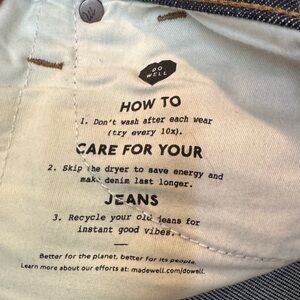 DO
WELL
HOW TO
1. Don't wash after each wear
(try every 10x).
CARE FOR YOUR
2. Skip the dryer to save energy and
make denim last longer.
JEANS
3. Recycle your old jeans for
instant good vibes.
Better for the planet, better for its people.
Learn more about our efforts at: madewell.com/dowell.